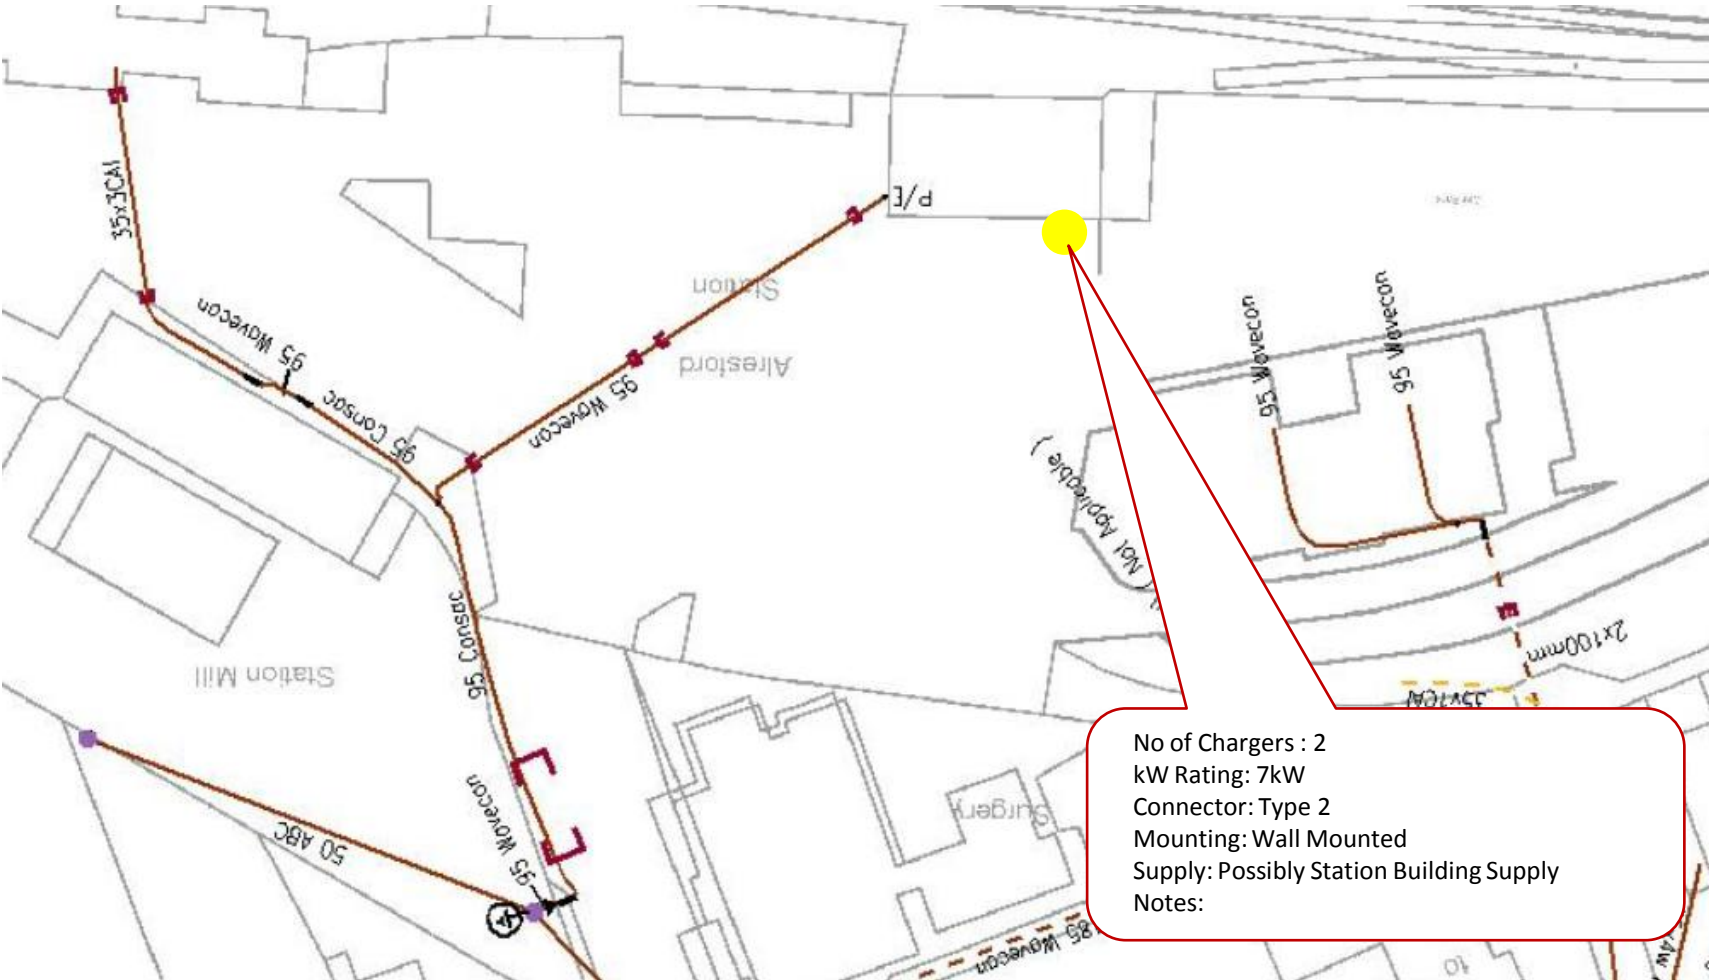 35x3CAI
P/E
Station
Alresford
95 Wavecon
95 Wavecon
95 Consac
95 Wavecon
95 Wavecon
( Not Applicable )
95 Consac
Station Mill
2x100mm
Surgery
95 Wavecon
50 ABC
No of Chargers : 2
kW Rating: 7kW
Connector: Type 2
Mounting: Wall Mounted
Supply: Possibly Station Building Supply
Notes:
Wavecon
10